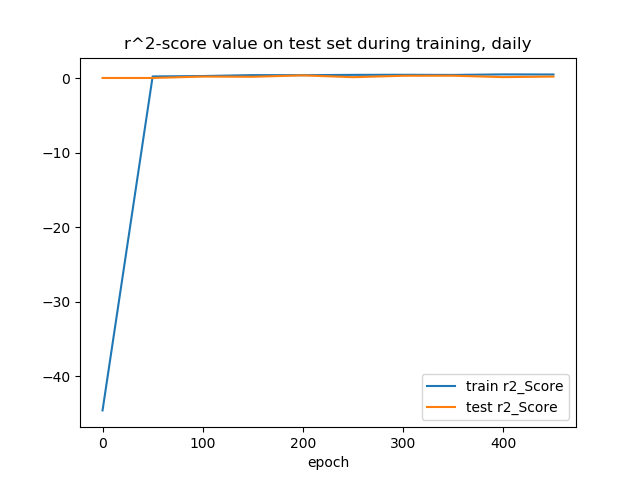 r^2-score value on test set during training, daily
0
−10
−20
−30
−40
0 100 200 300 400
epoch
train r2_Score
test r2_Score